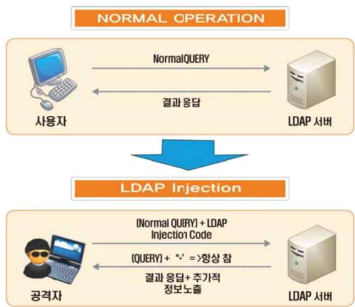 NORMAL OPERATION
NormalQUERY
결과 응답
사용자
LDAP 서버
LDAP Injection
(Normal QUIRY) + LDAP
Injection Code
(QUERY) + "*" = >항상 참
결과 응답+ 추가적
정보노출
공격자
LDAP 서버